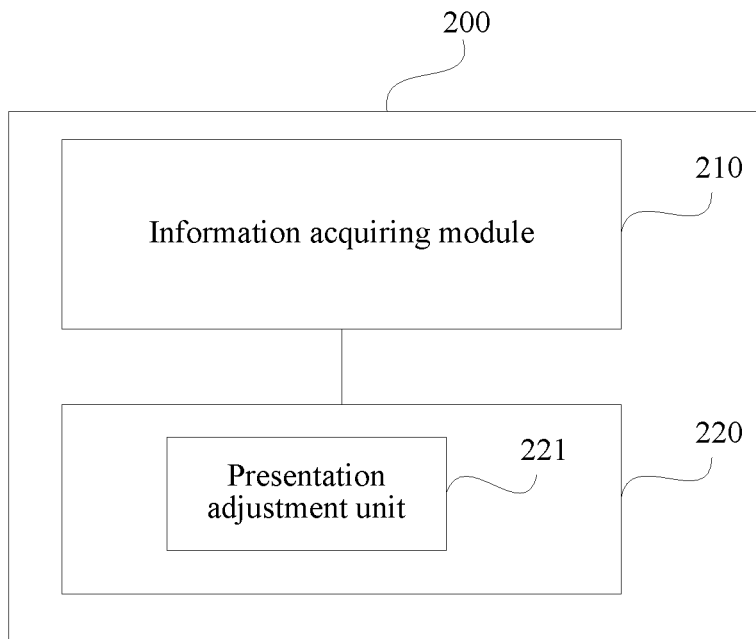 200
Information acquiring module
210
Presentation
adjustment unit
221
220